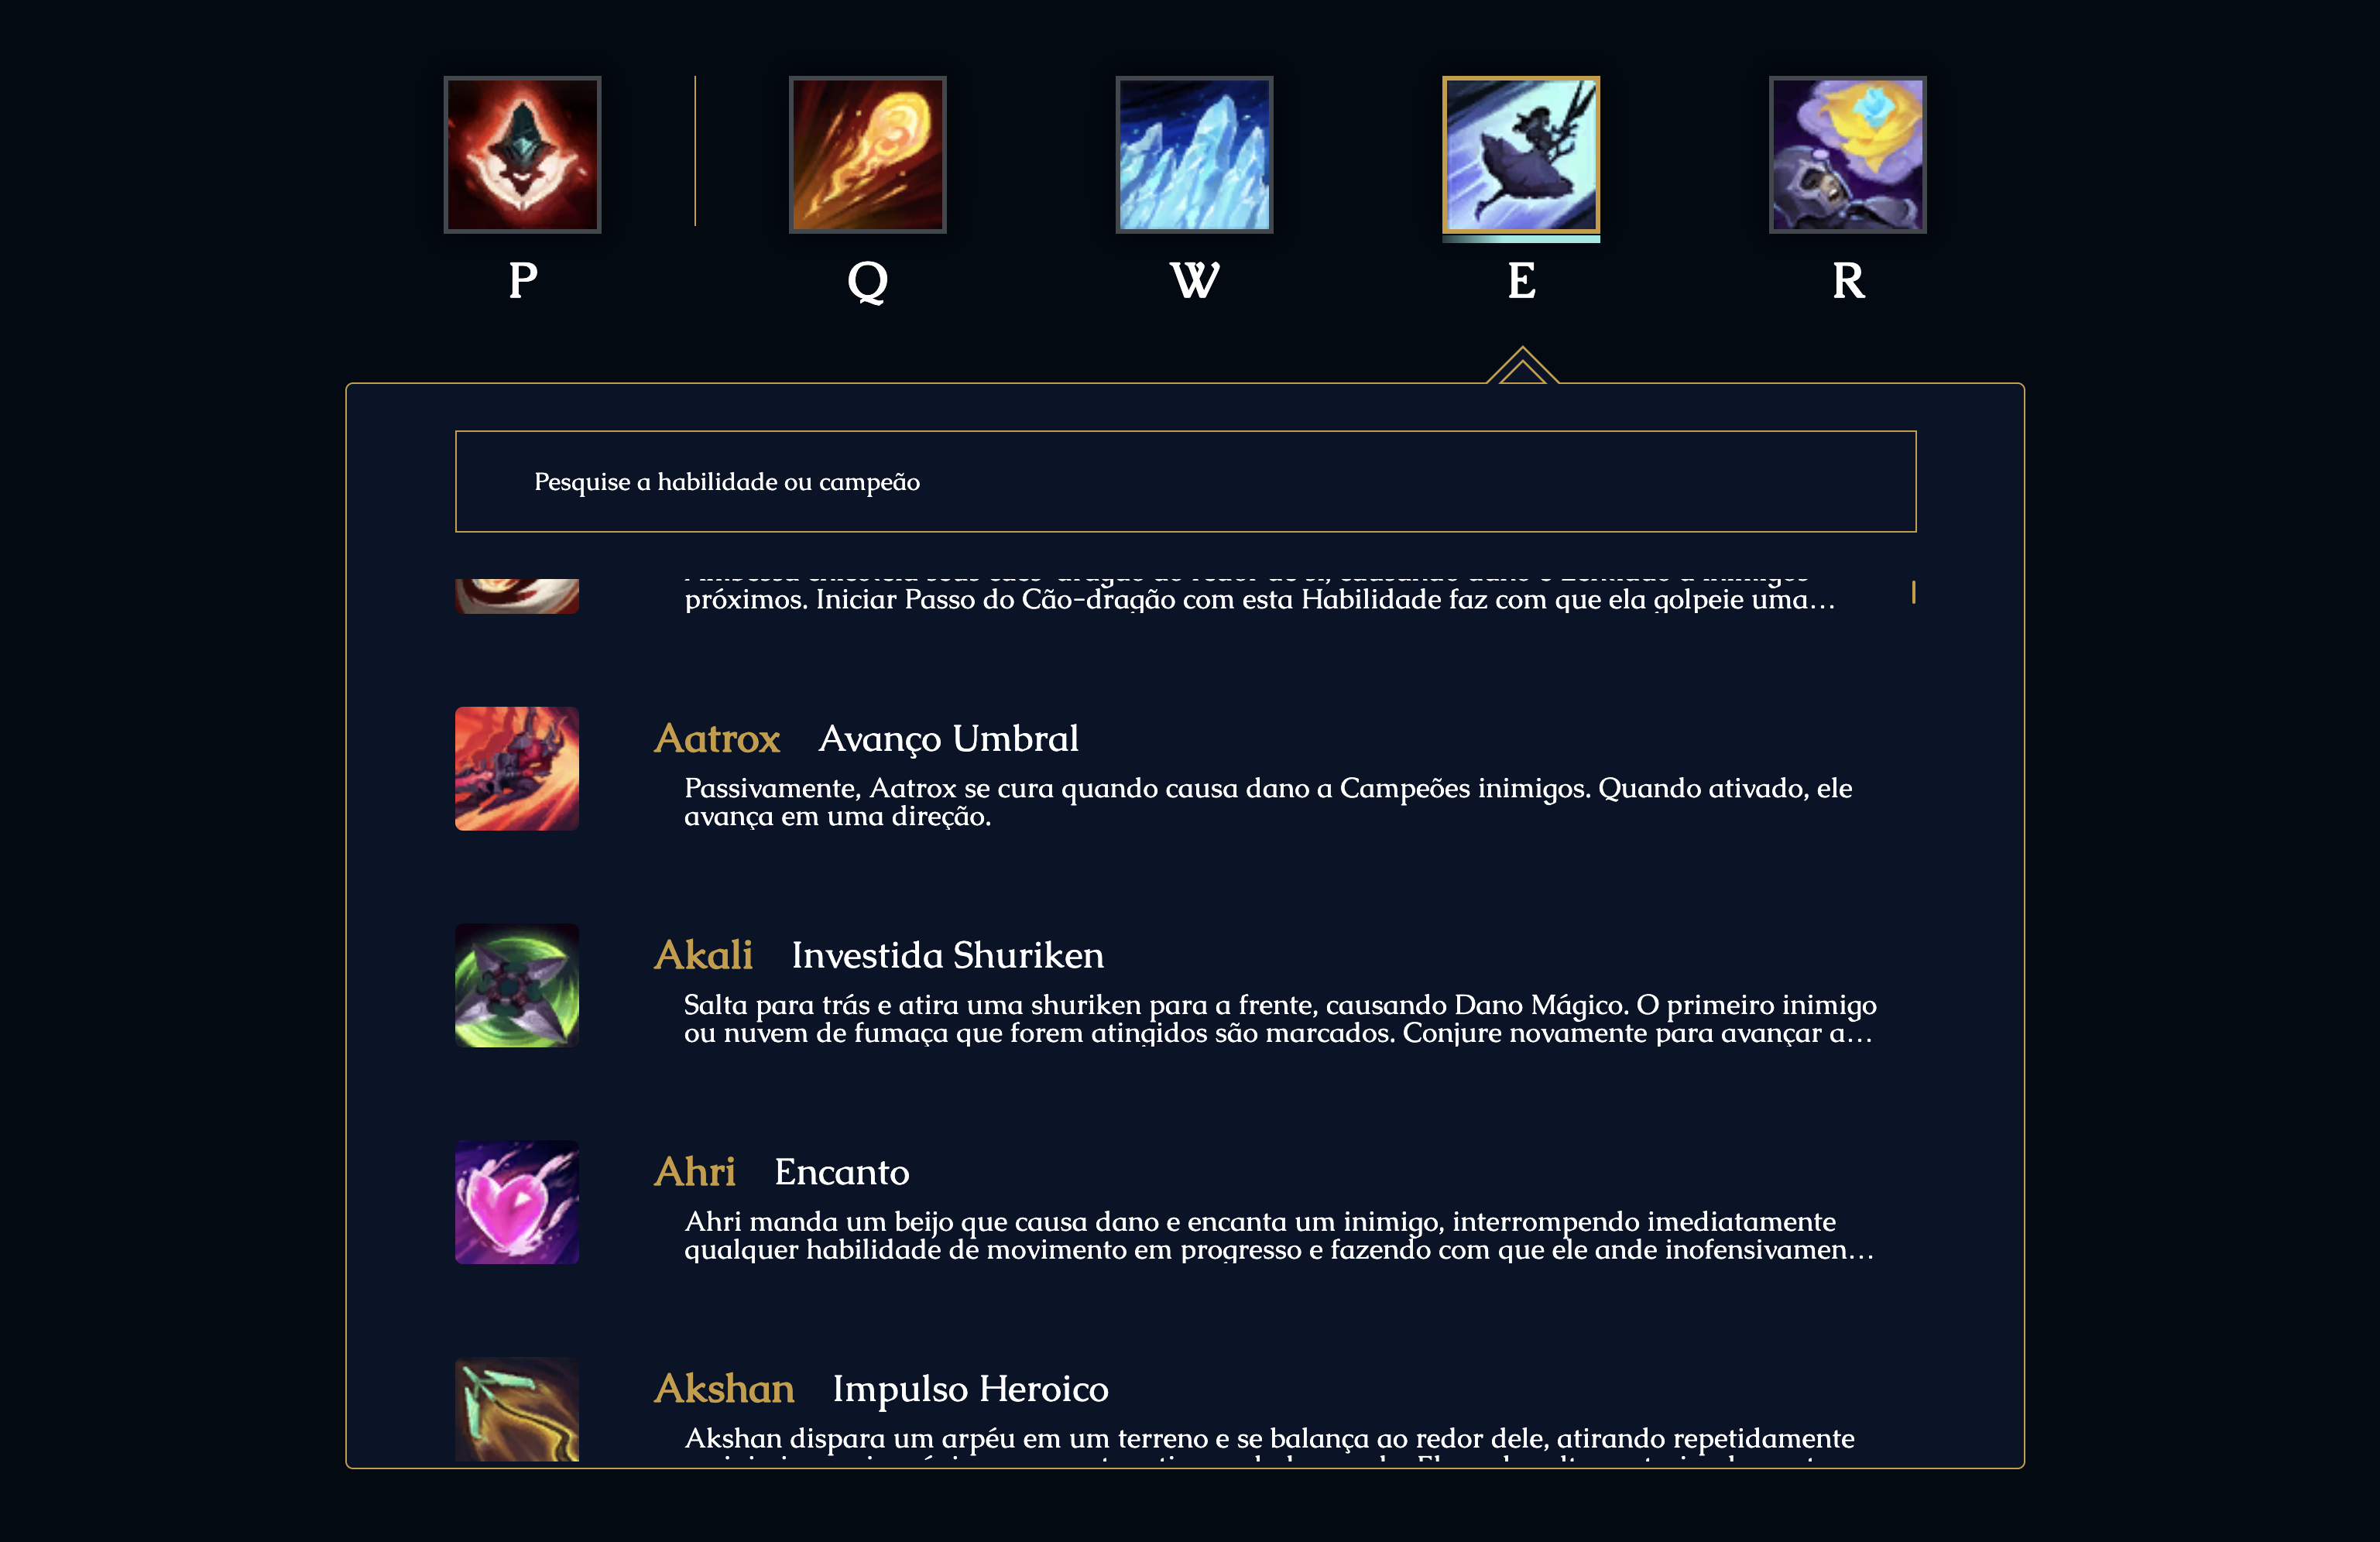 P
Q
W
E
R
Pesquise a habilidade ou campeão
próximos. Iniciar Passo do Cão-dragão com esta Habilidade faz com que ela golpeie uma…
Aatrox Avanço Umbral
Passivamente, Aatrox se cura quando causa dano a Campeões inimigos. Quando ativado, ele
avança em uma direção.
Akali Investida Shuriken
Salta para trás e atira uma shuriken para a frente, causando Dano Mágico. O primeiro inimigo
ou nuvem de fumaça que forem atingidos são marcados. Conjure novamente para avançar a…
Ahri Encanto
Ahri manda um beijo que causa dano e encanta um inimigo, interrompendo imediatamente
qualquer habilidade de movimento em progresso e fazendo com que ele ande inofensivamen…
Akshan Impulso Heroico
Akshan dispara um arpéu em um terreno e se balança ao redor dele, atirando repetidamente